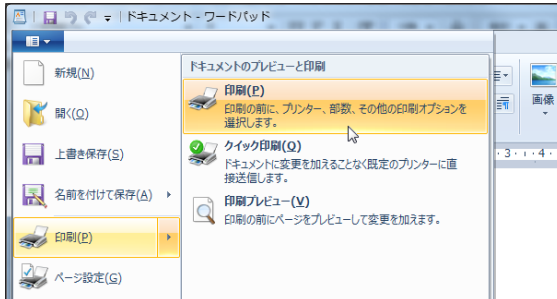 ドキュメント - ワードパッド
新規(N)
開く(O)
上書き保存(S)
名前を付けて保存(A)
印刷(P)
ページ設定(G)
ドキュメントのプレビューと印刷
印刷(P)
印刷の前に、プリンター、部数、その他の印刷オプションを
選択します。
クイック印刷(Q)
ドキュメントに変更を加えることなく既定のプリンターに直
接送信します。
印刷プレビュー(V)
印刷の前にページをプレビューして変更を加えます。
画像
· 3 · ı · 4 ·